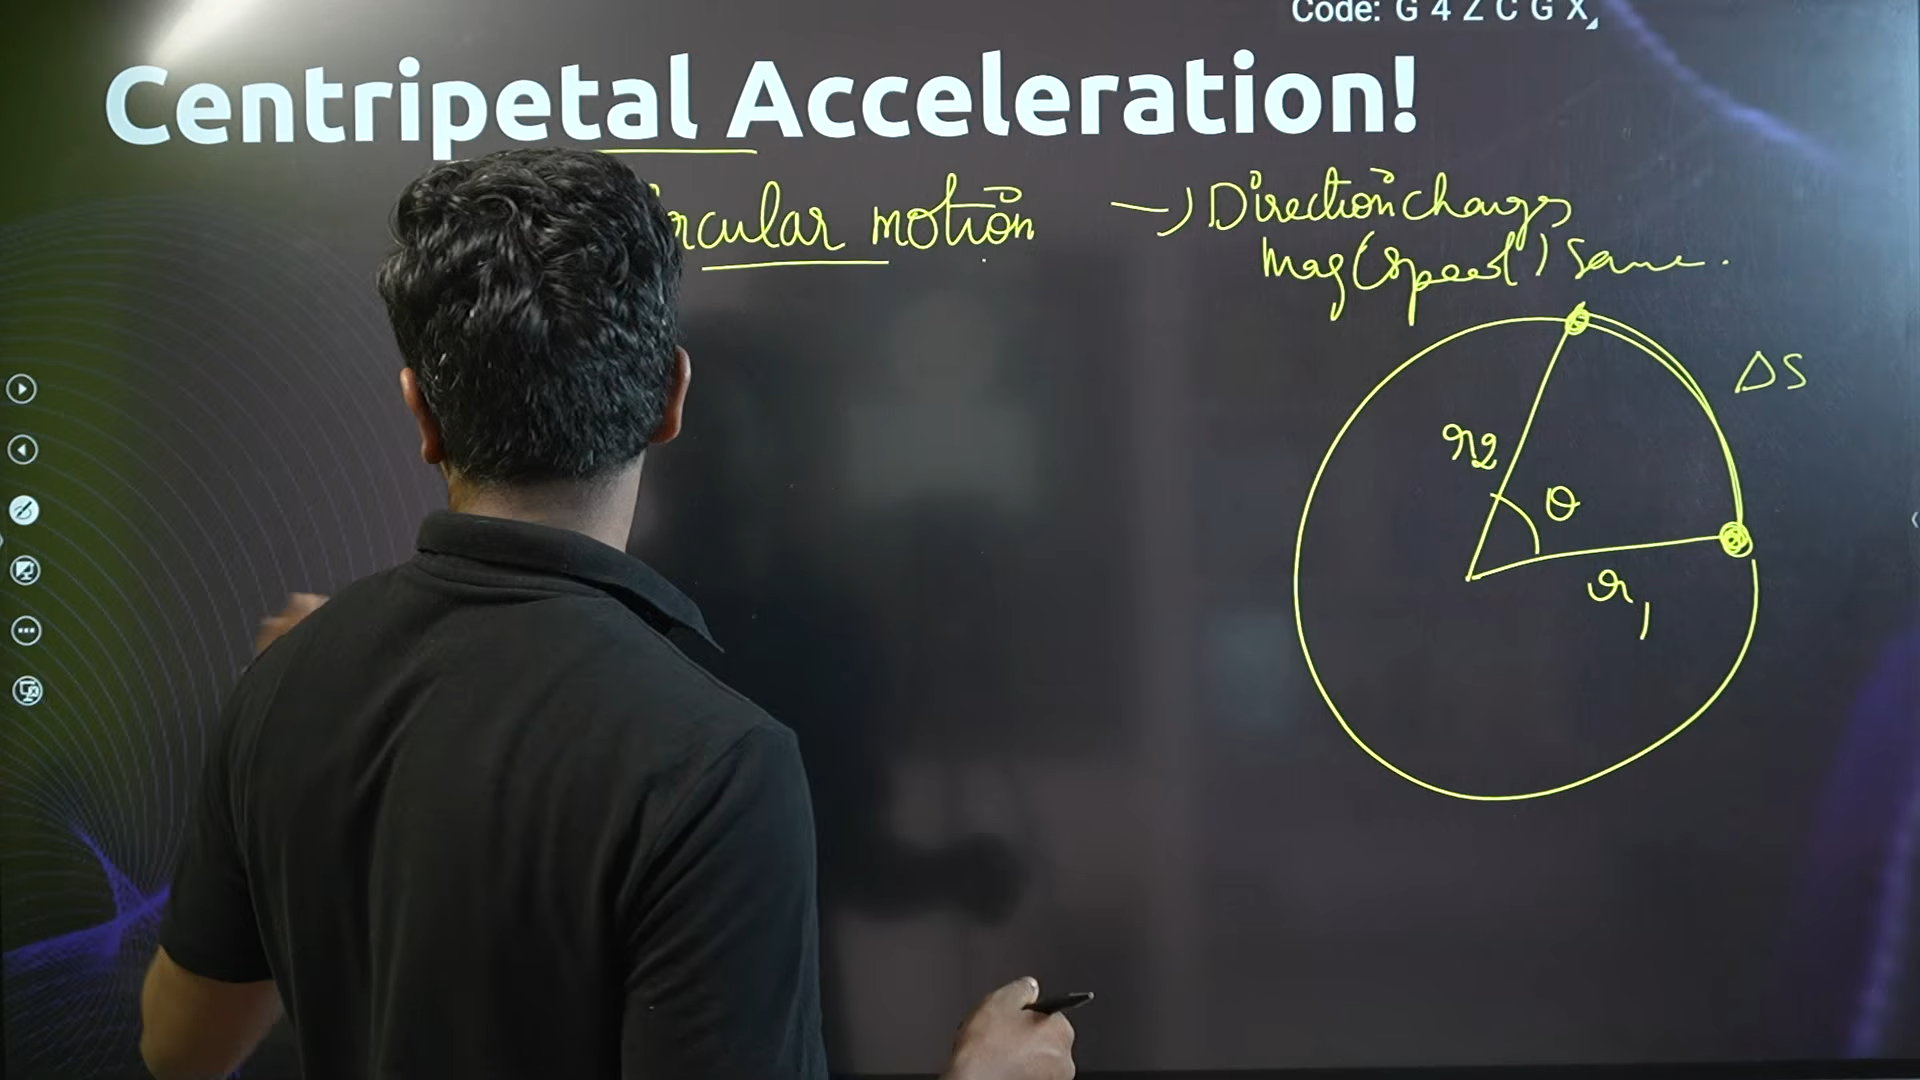 Code: G 4 Z C G X
Centripetal Acceleration!
rcular motion → Direction changes
Mag (speed) same.
ΔS
r2
θ
r1